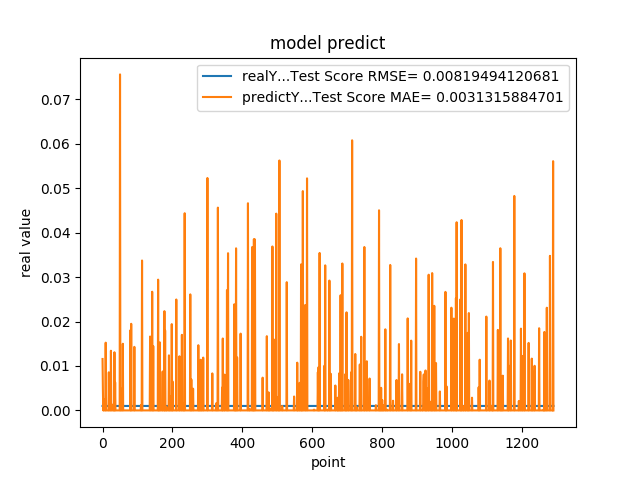 model predict
realY...Test Score RMSE= 0.00819494120681
predictY...Test Score MAE= 0.0031315884701
0.07
0.06
0.05
0.04
0.03
0.02
0.01
0.00
real value
0 200 400 600 800 1000 1200
point